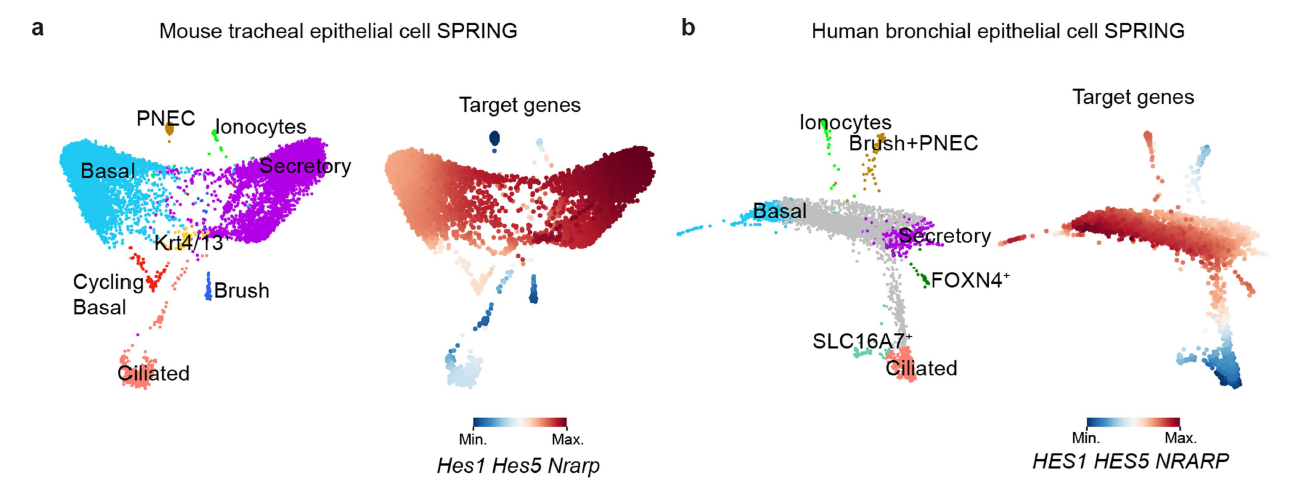 a
Mouse tracheal epithelial cell SPRING
PNEC
Ionocytes
Basal
Secretory
Krt4/13⁺
Cycling
Basal
Brush
Ciliated
Target genes
Min.
Max.
Hes1 Hes5 Nrarp
b
Human bronchial epithelial cell SPRING
Ionocytes
Brush+PNEC
Basal
Secretory
FOXN4⁺
SLC16A7⁺
Ciliated
Target genes
Min.
Max.
HES1 HES5 NRARP